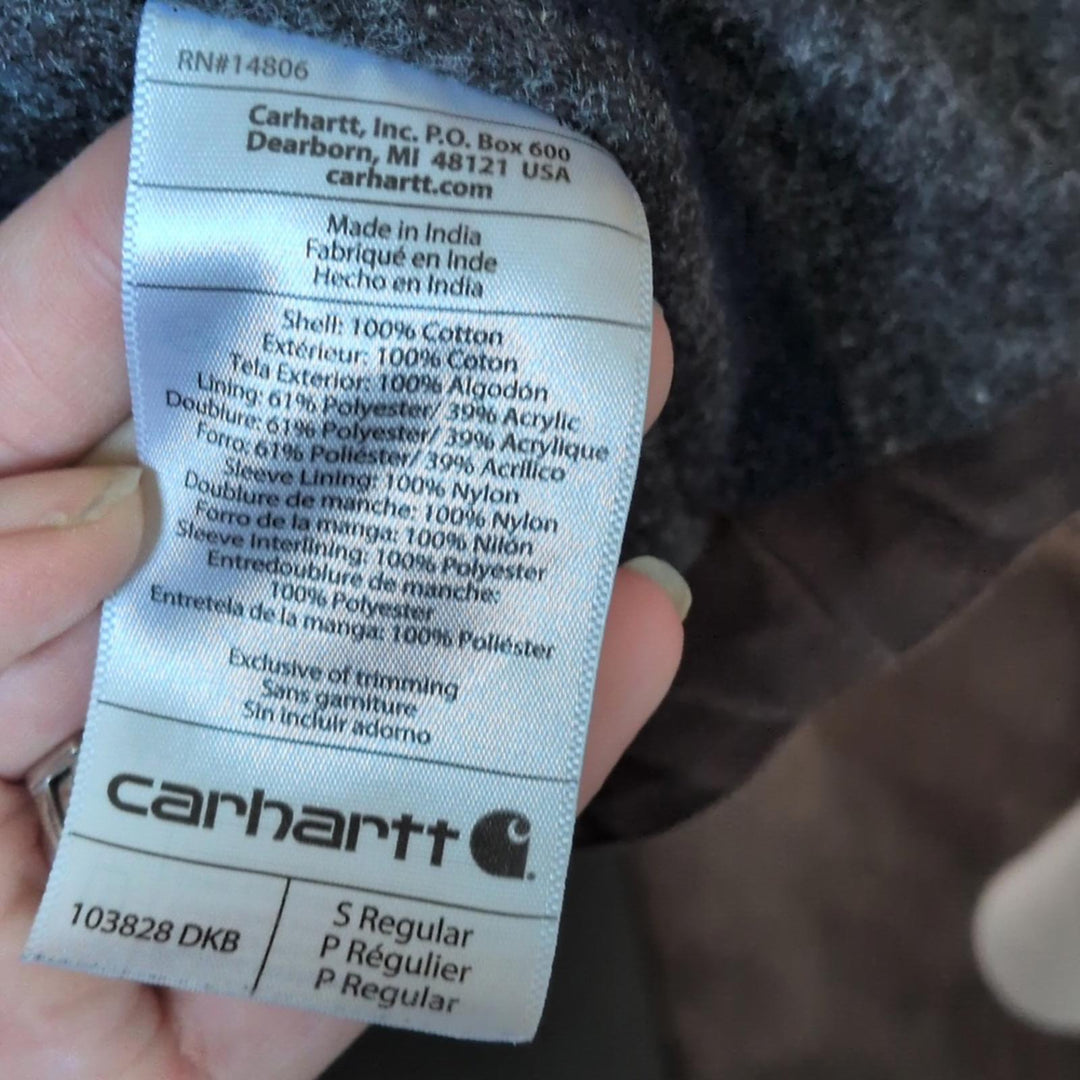 RN#14806
Carhartt, Inc. P.O. Box 600
Dearborn, MI 48121 USA
carhartt.com
Made in India
Fabriqué en Inde
Hecho en India
Shell: 100% Cotton
Extérieur: 100% Coton
Tela Exterior: 100% Algodón
Lining: 61% Polyester/ 39% Acrylic
Doublure: 61% Polyester/ 39% Acrylique
Forro: 61% Poliéster/ 39% Acrílico
Sleeve Lining: 100% Nylon
Doublure de manche: 100% Nylon
Forro de la manga: 100% Nilón
Sleeve Interlining: 100% Polyester
Entredoublure de manche:
100% Polyester
Entretela de la manga: 100% Poliéster
Exclusive of trimming
Sans garniture
Sin incluir adorno
carhartt
103828 DKB
S Regular
P Régulier
P Regular